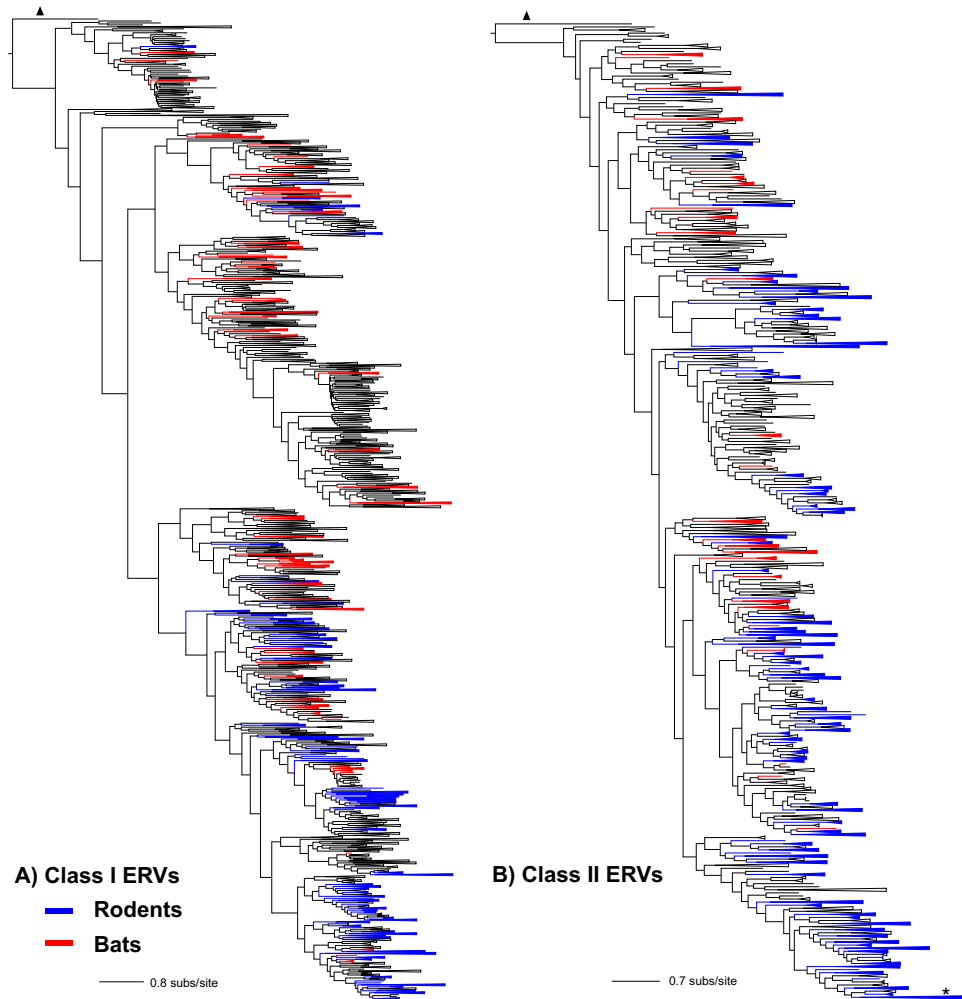 A) Class I ERVs
Rodents
Bats
0.8 subs/site
B) Class II ERVs
0.7 subs/site
*